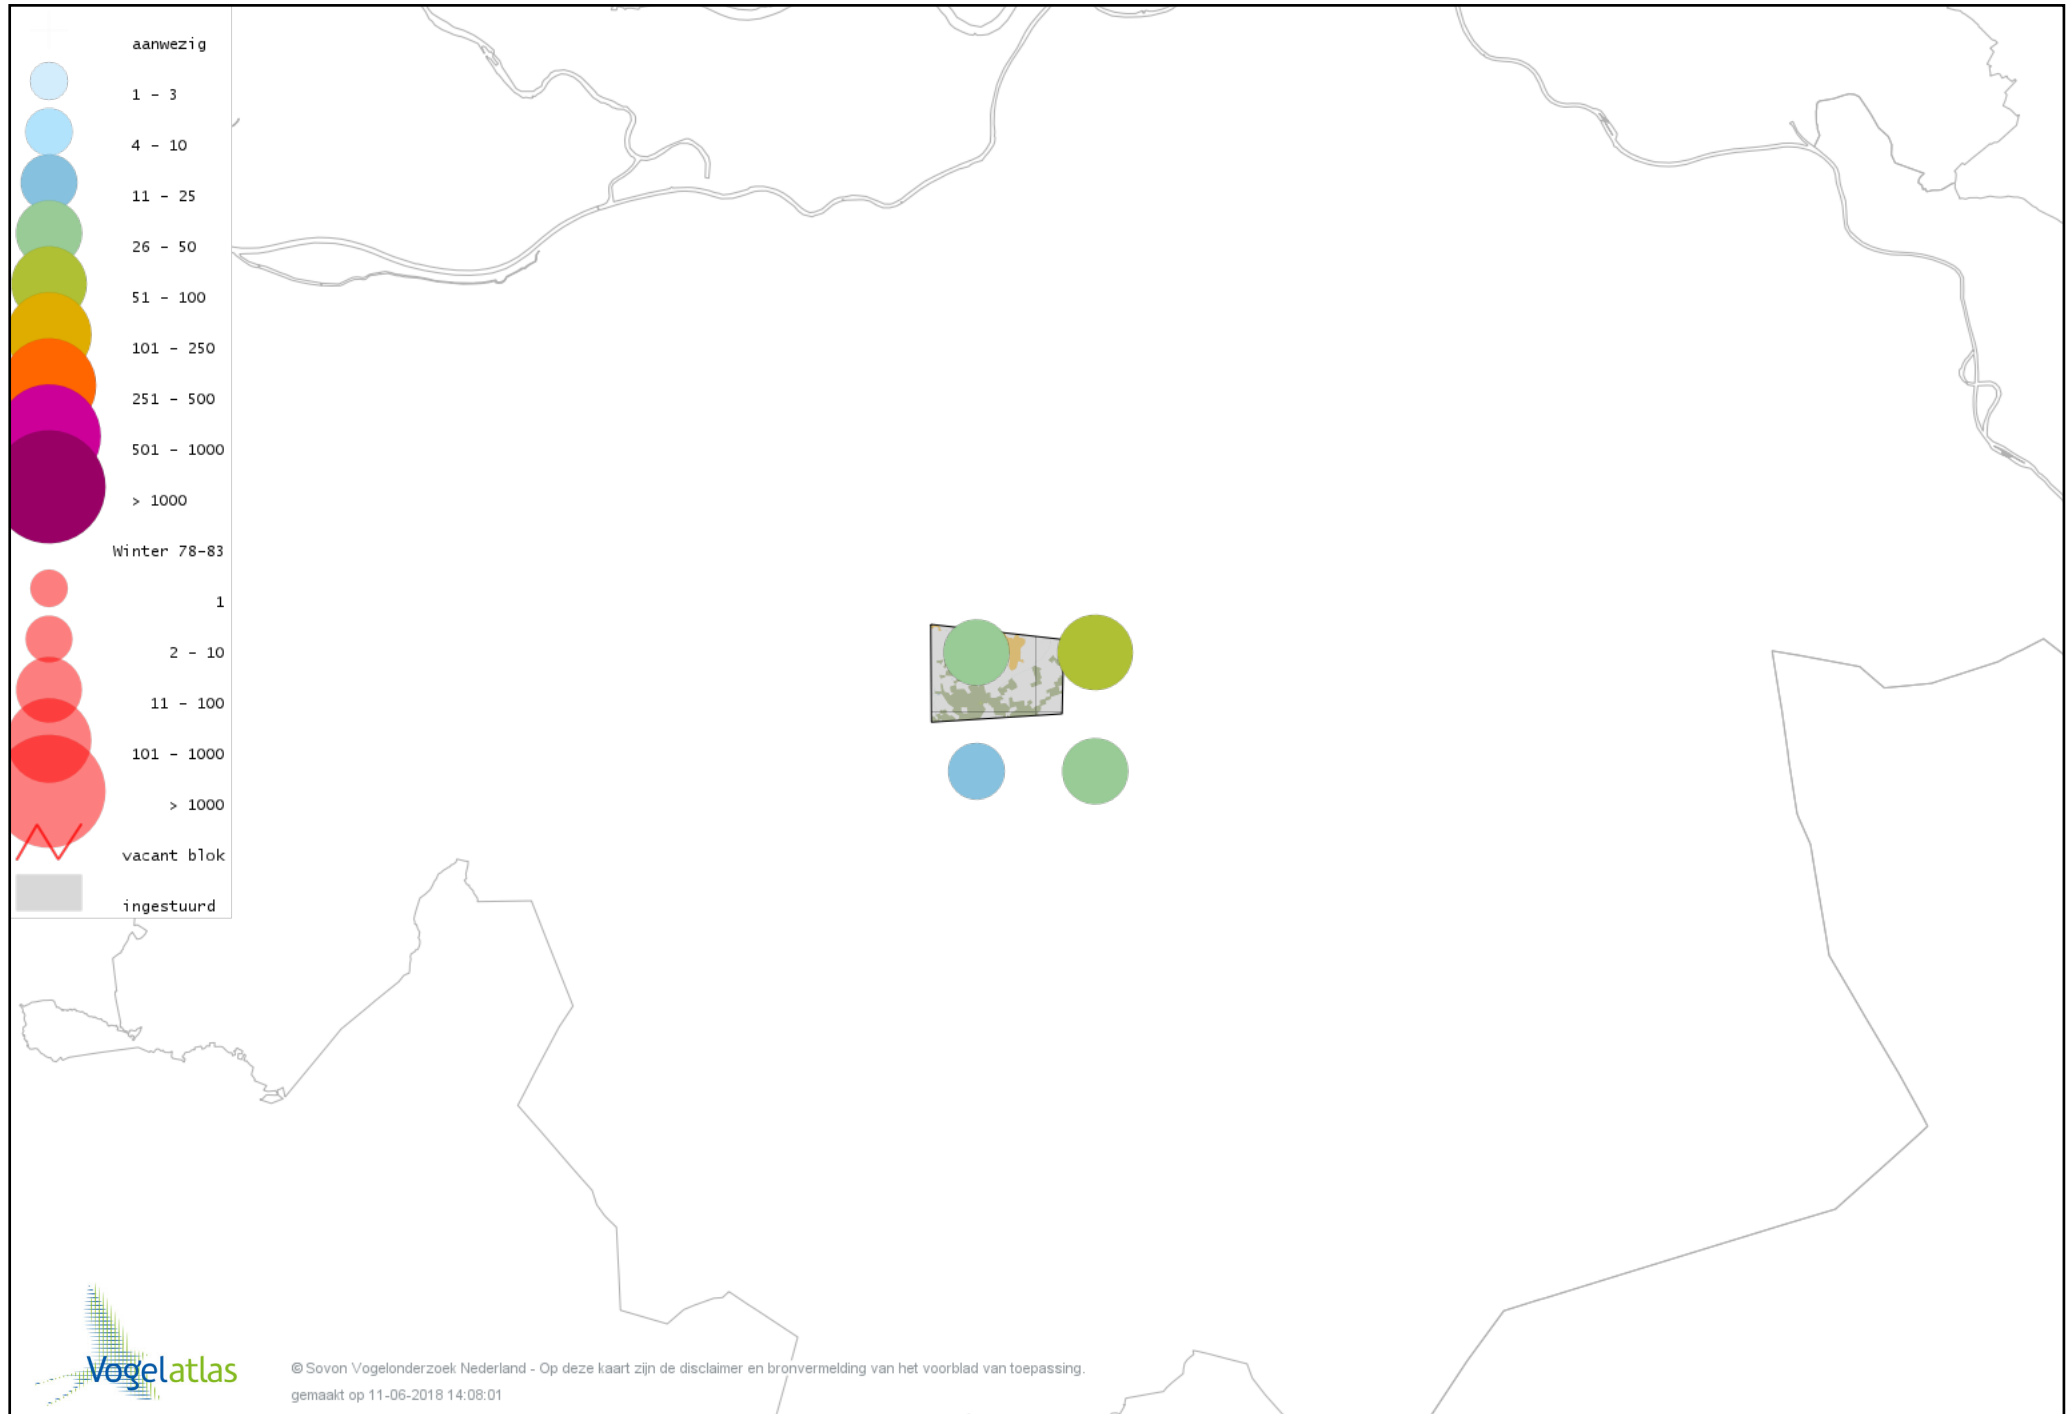 aanwezig
1 - 3
4 - 10
11 - 25
26 - 50
51 - 100
101 - 250
251 - 500
501 - 1000
> 1000
Winter 78-83
1
2 - 10
11 - 100
101 - 1000
> 1000
vacant blok
ingestuurd
Vogelatlas
© Sovon Vogelonderzoek Nederland - Op deze kaart zijn de disclaimer en bronvermelding van het voorblad van toepassing.
gemaakt op 11-06-2018 14:08:01